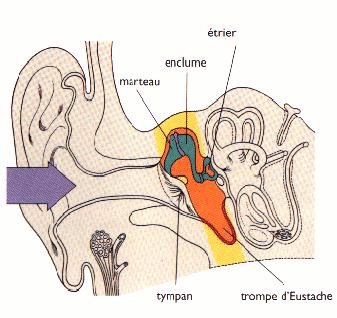 étrier
enclume
marteau
tympan
trompe d'Eustache